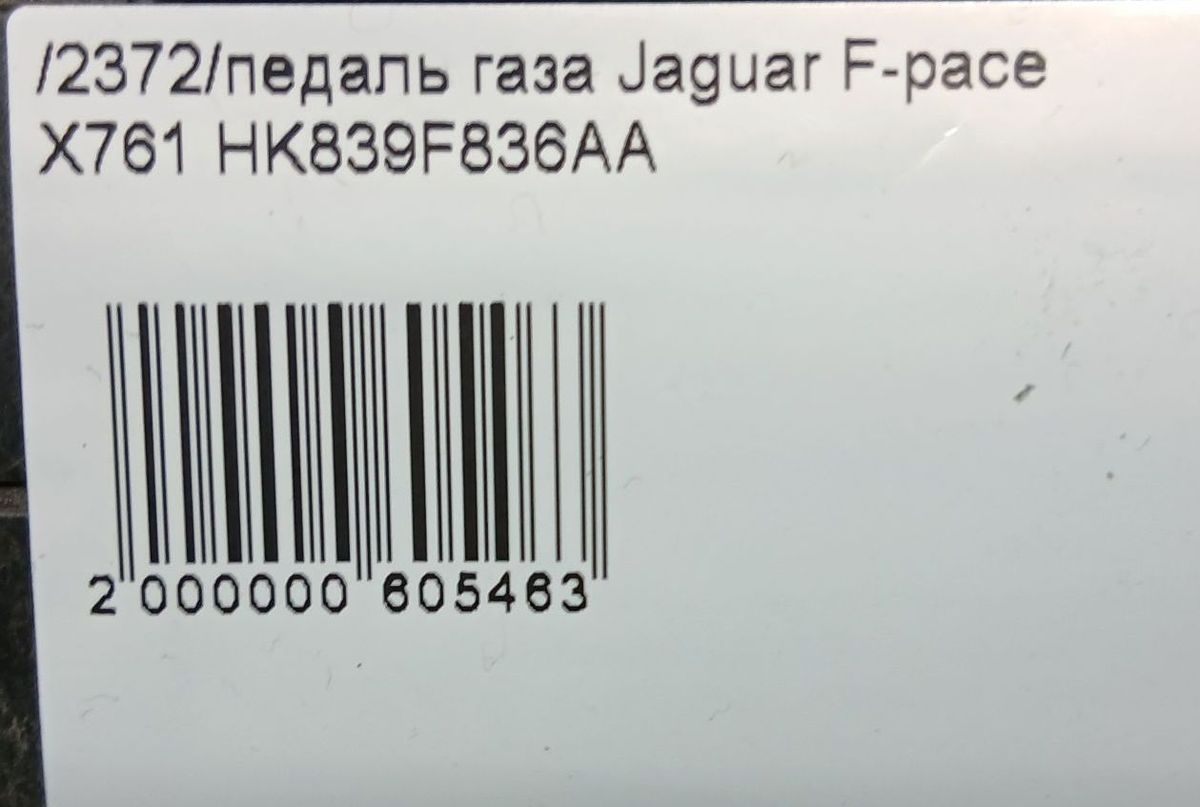 /2372/педаль газа Jaguar F-pace
X761 HK839F836AA
2 000000 605463